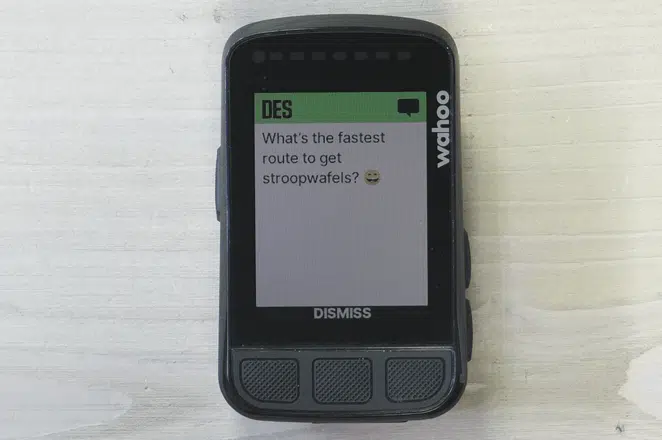 DES
What's the fastest
route to get
stroopwafels? 😄
wahoo
DISMISS